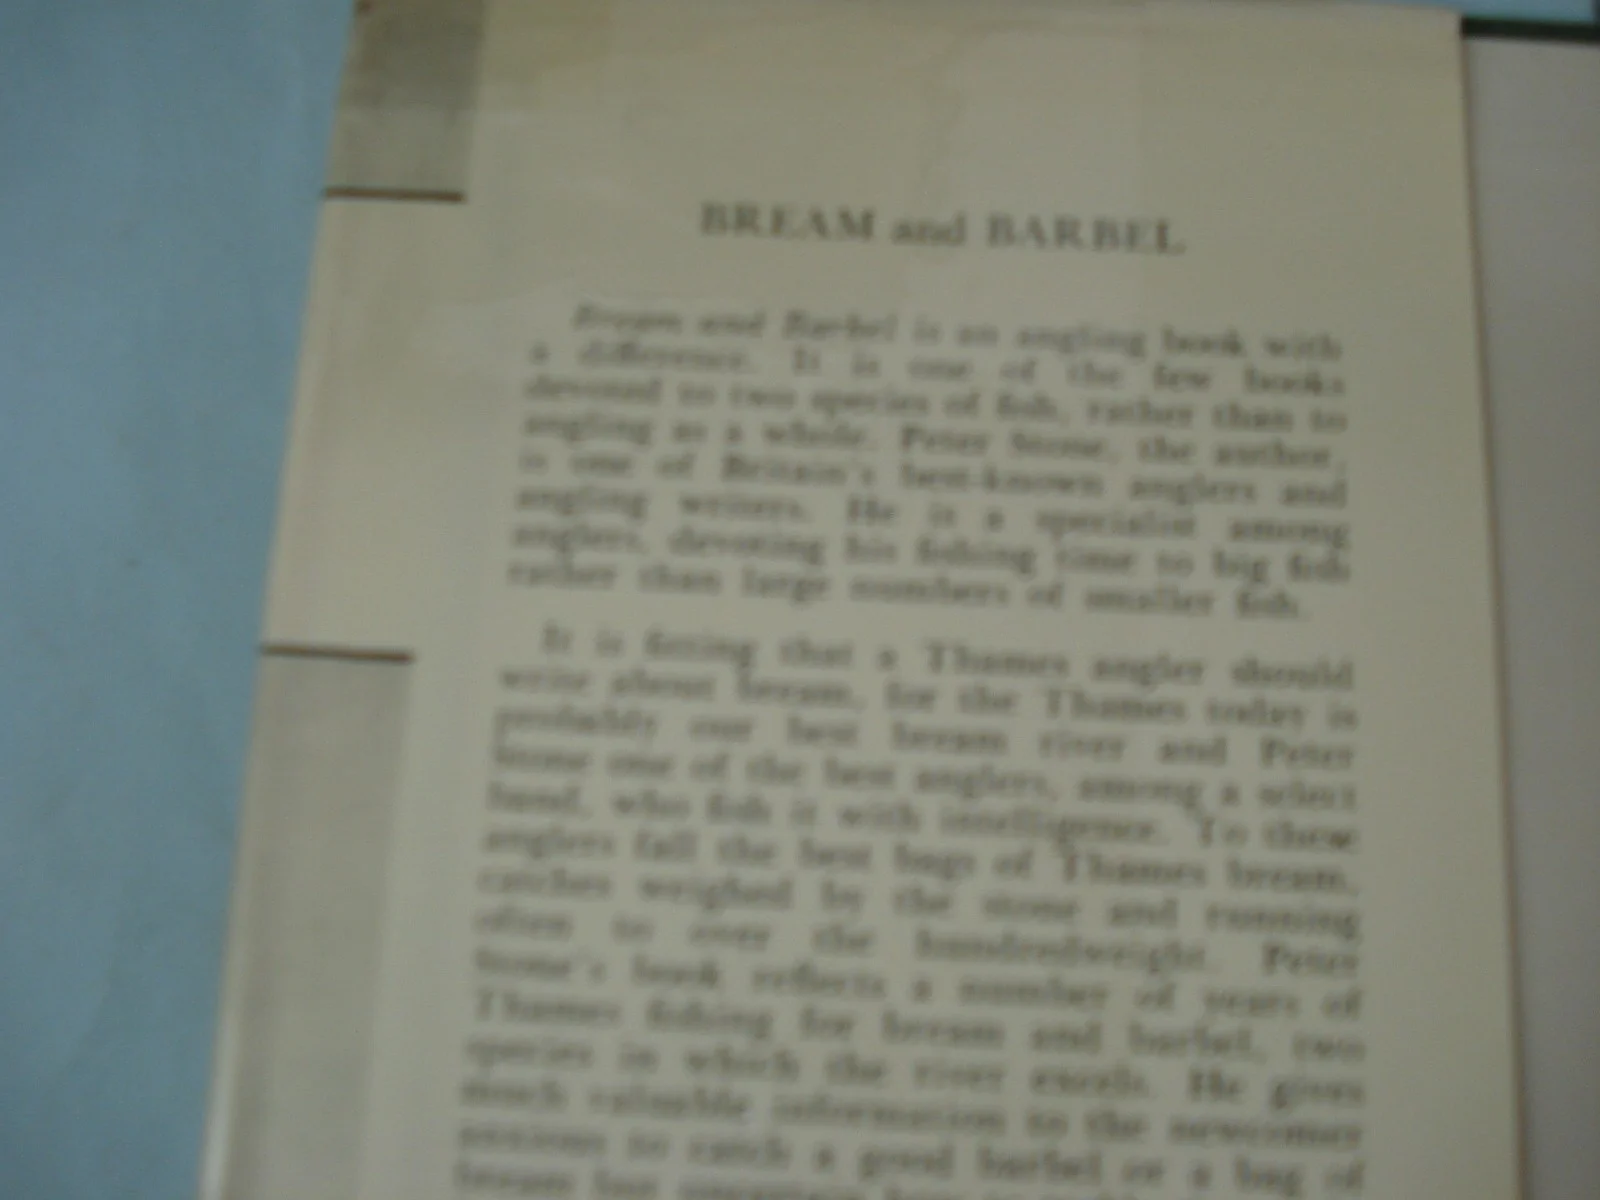 BREAM and BARBEL
Bream and Barbel is an angling book with
a difference. It is one of the few books
devoted to two species of fish, rather than to
angling as a whole. Peter Stone, the author,
is one of Britain's best-known anglers and
angling writers. He is a specialist among
anglers, devoting his fishing time to big fish
rather than large numbers of smaller fish.
It is fitting that a Thames angler should
write about bream, for the Thames today is
probably our best bream river and Peter
Stone one of the best anglers, among a select
band, who fish it with intelligence. To these
anglers fall the best bags of Thames bream,
catches weighed by the stone and running
often to over the hundredweight. Peter
Stone's book reflects a number of years of
Thames fishing for bream and barbel, two
species in which the river excels. He gives
much valuable information to the newcomer
anxious to catch a good barbel or a bag of
bream but